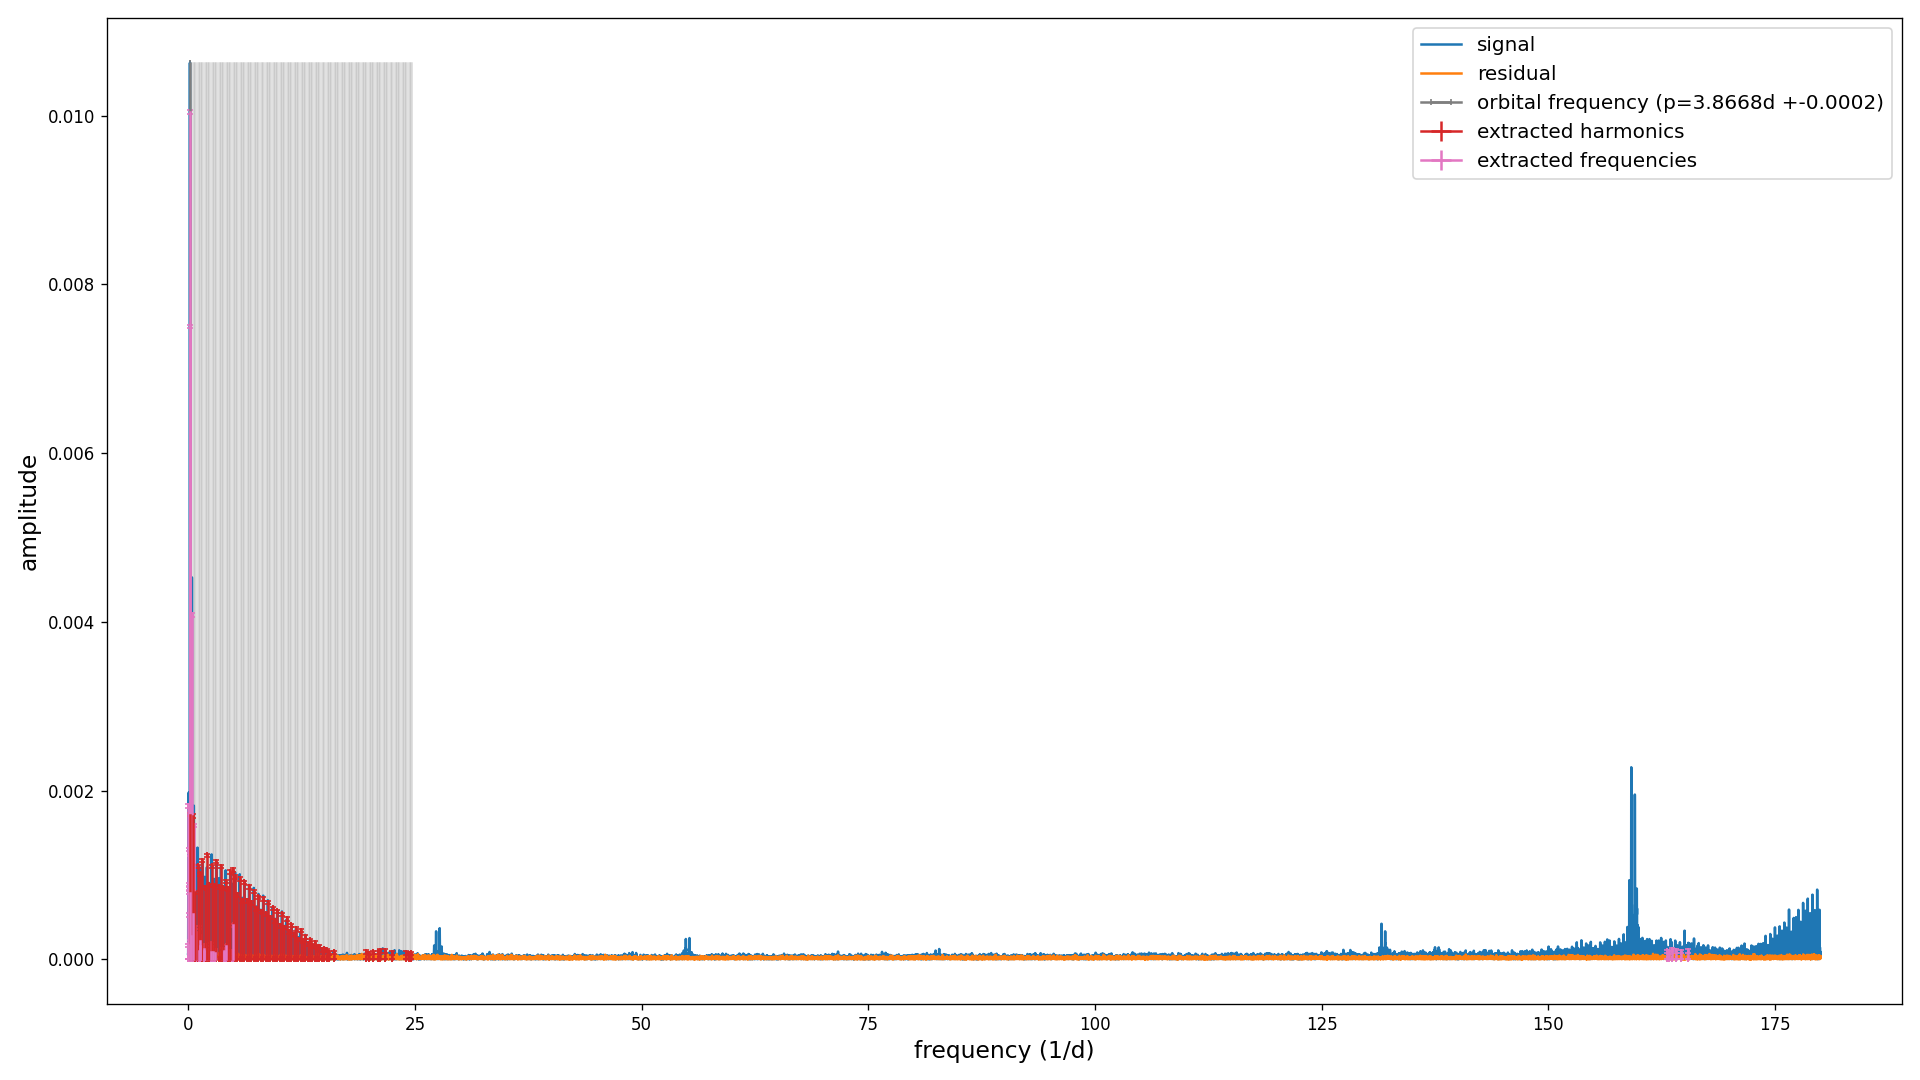 signal
residual
orbital frequency (p=3.8668d +-0.0002)
extracted harmonics
extracted frequencies
0.010
0.008
0.006
0.004
0.002
0.000
amplitude
0 25 50 75 100 125 150 175
frequency (1/d)